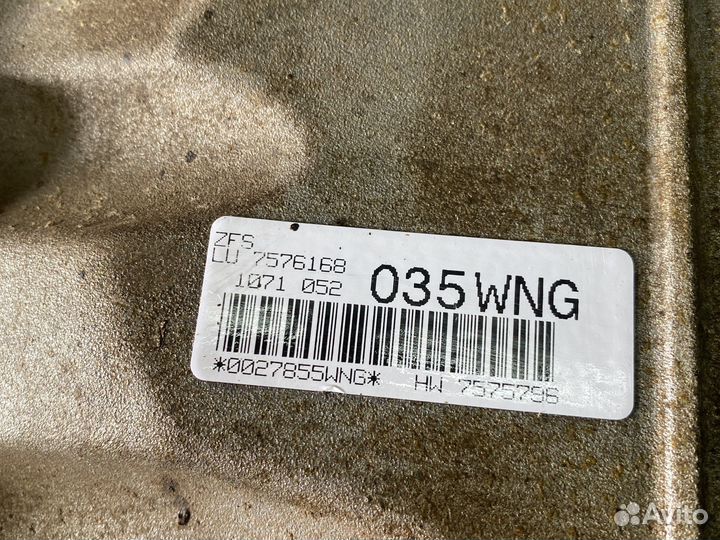 ZFS
LU 7576168
1071 052
035WNG
*0027855WNG* HW 7575796
Avito